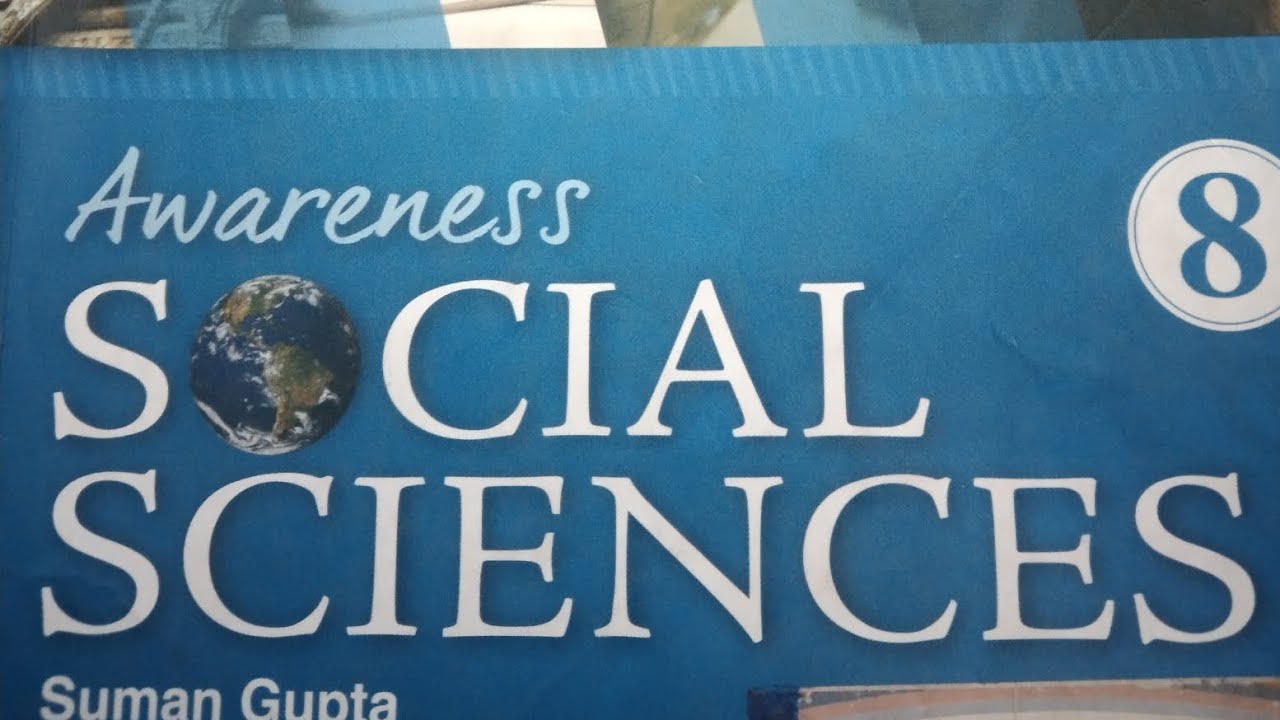 Awareness
8
SOCIAL
SCIENCES
Suman Gupta